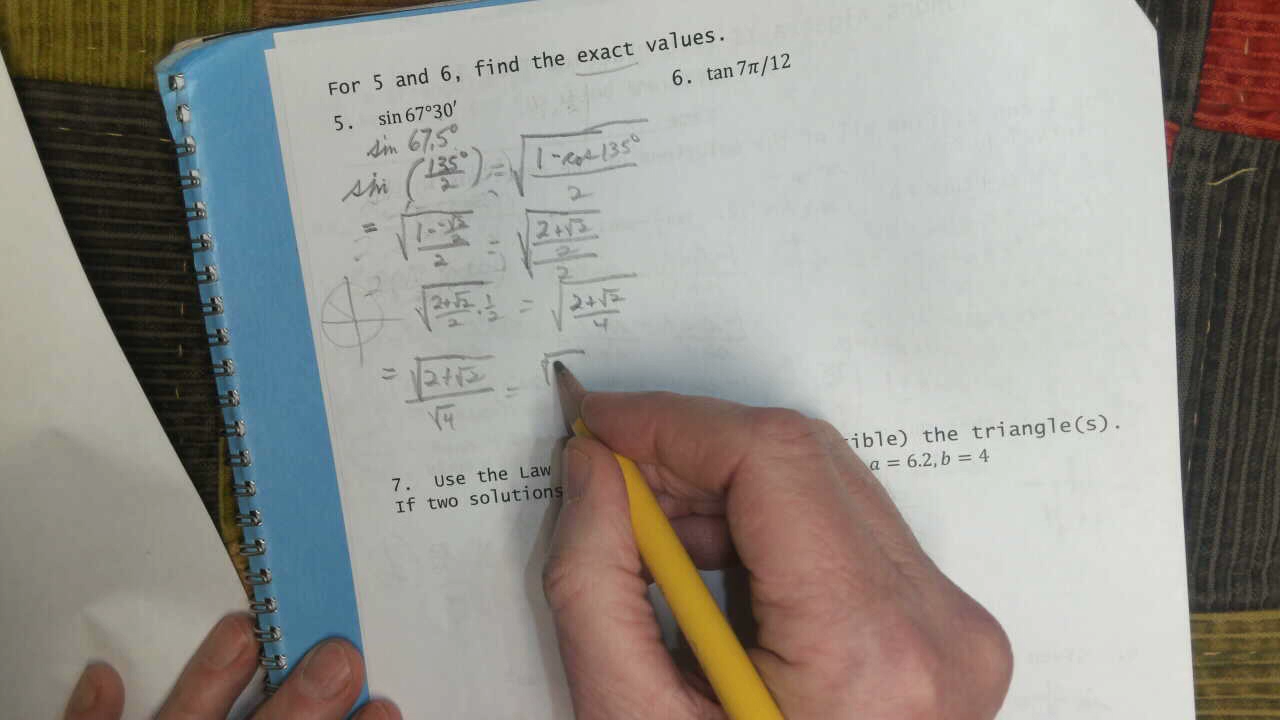 For 5 and 6, find the exact values.
5. sin 67°30′
6. tan 7π/12
sin 67.5°
sin (135°/2) = √((1 - cos 135°)/2)
= √((1 - -√2/2)/2) = √(((2+√2)/2)/2)
√((2+√2)/2 · 1/2) = √((2+√2)/4)
= √(2+√2)/√4 = √
7. Use the Law
ible) the triangle(s).
If two solutions
a = 6.2, b = 4